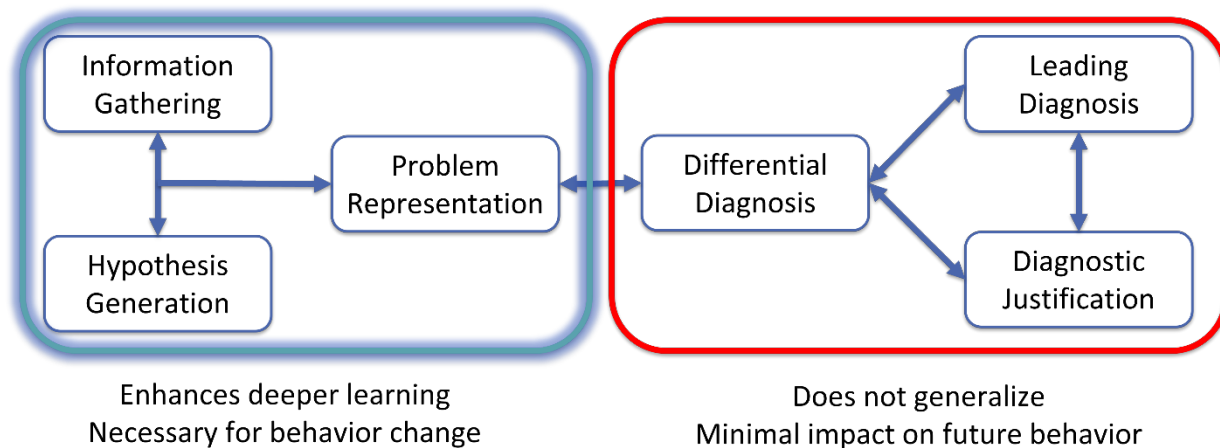 Information
Gathering
Hypothesis
Generation
Problem
Representation
Differential
Diagnosis
Leading
Diagnosis
Diagnostic
Justification
Enhances deeper learning
Necessary for behavior change
Does not generalize
Minimal impact on future behavior